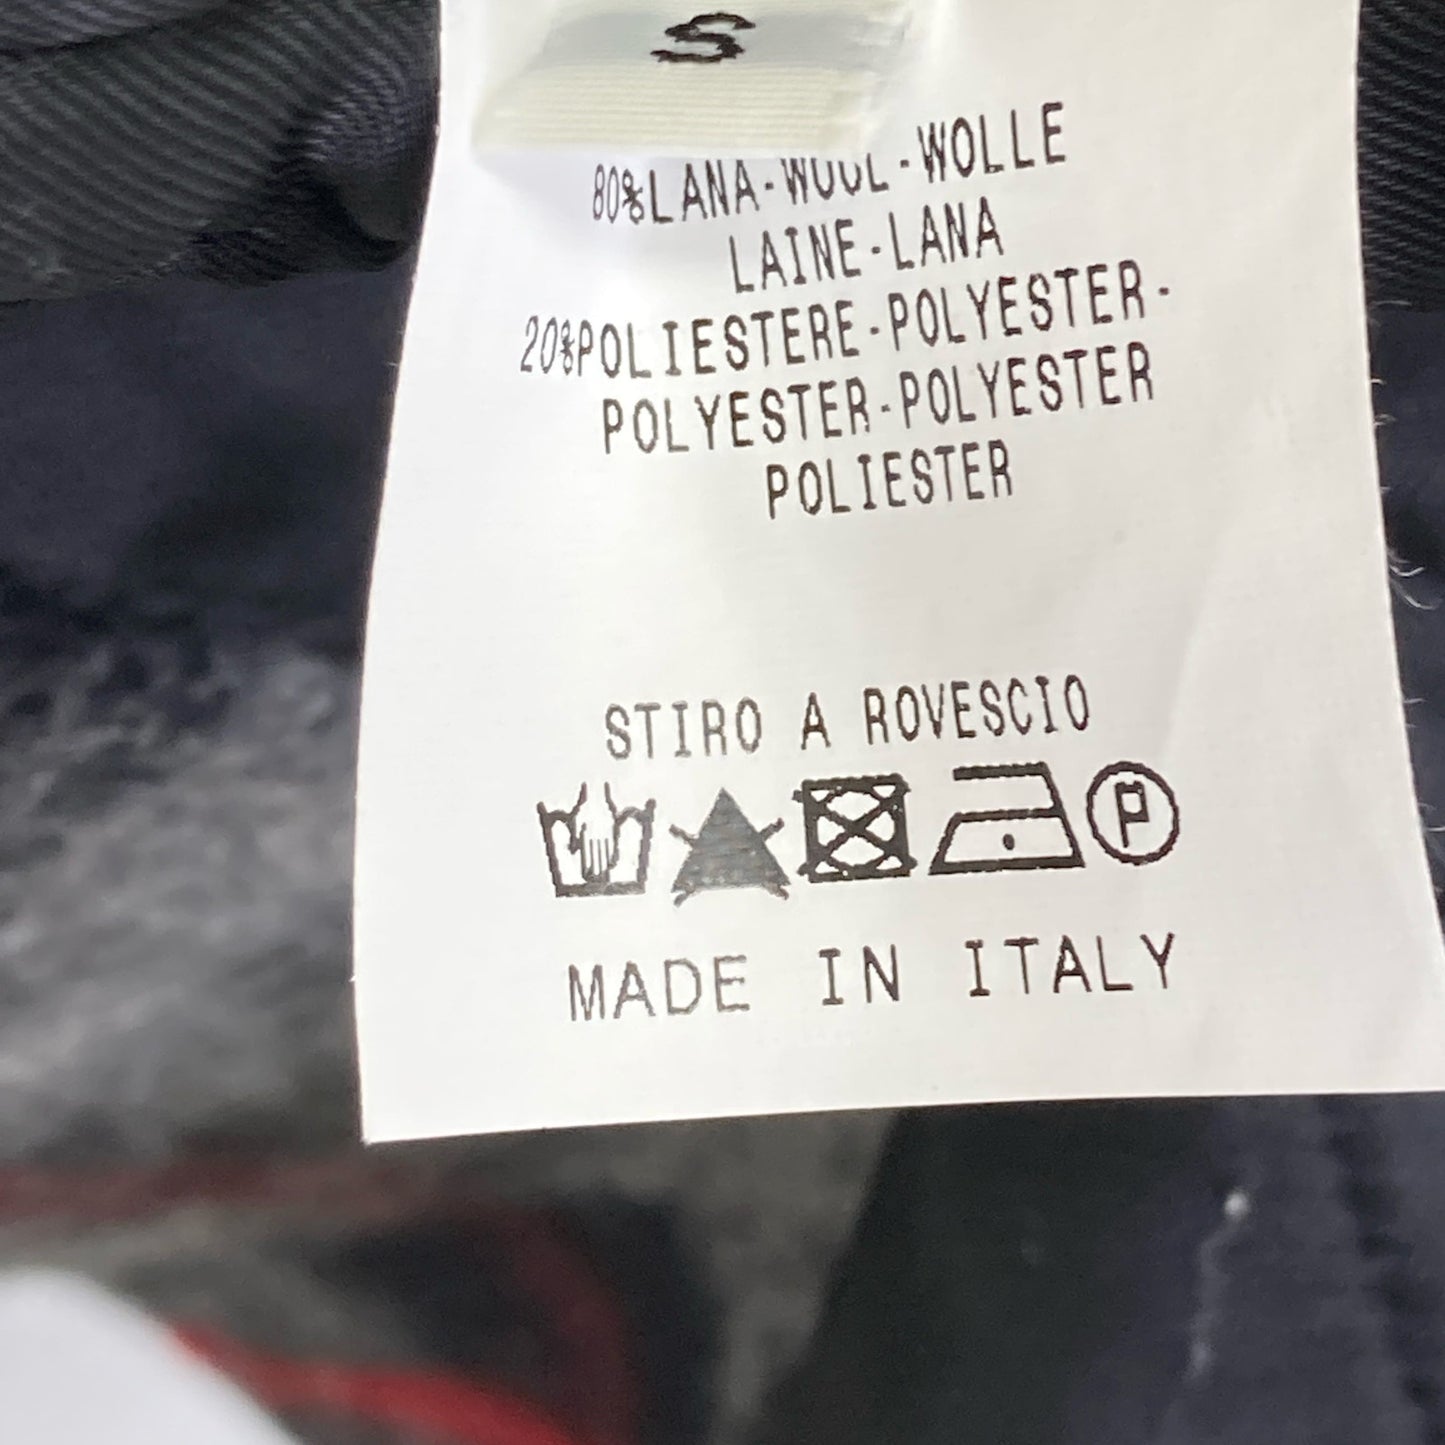 S
80%LANA-WOOL-WOLLE
LAINE-LANA
20%POLIESTERE-POLYESTER-
POLYESTER-POLYESTER
POLIESTER
STIRO A ROVESCIO
P
MADE IN ITALY